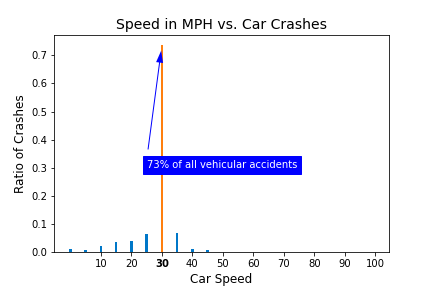 Speed in MPH vs. Car Crashes
Ratio of Crashes
0.7
0.6
0.5
0.4
0.3
0.2
0.1
0.0
73% of all vehicular accidents
10 20 30 40 50 60 70 80 90 100
Car Speed